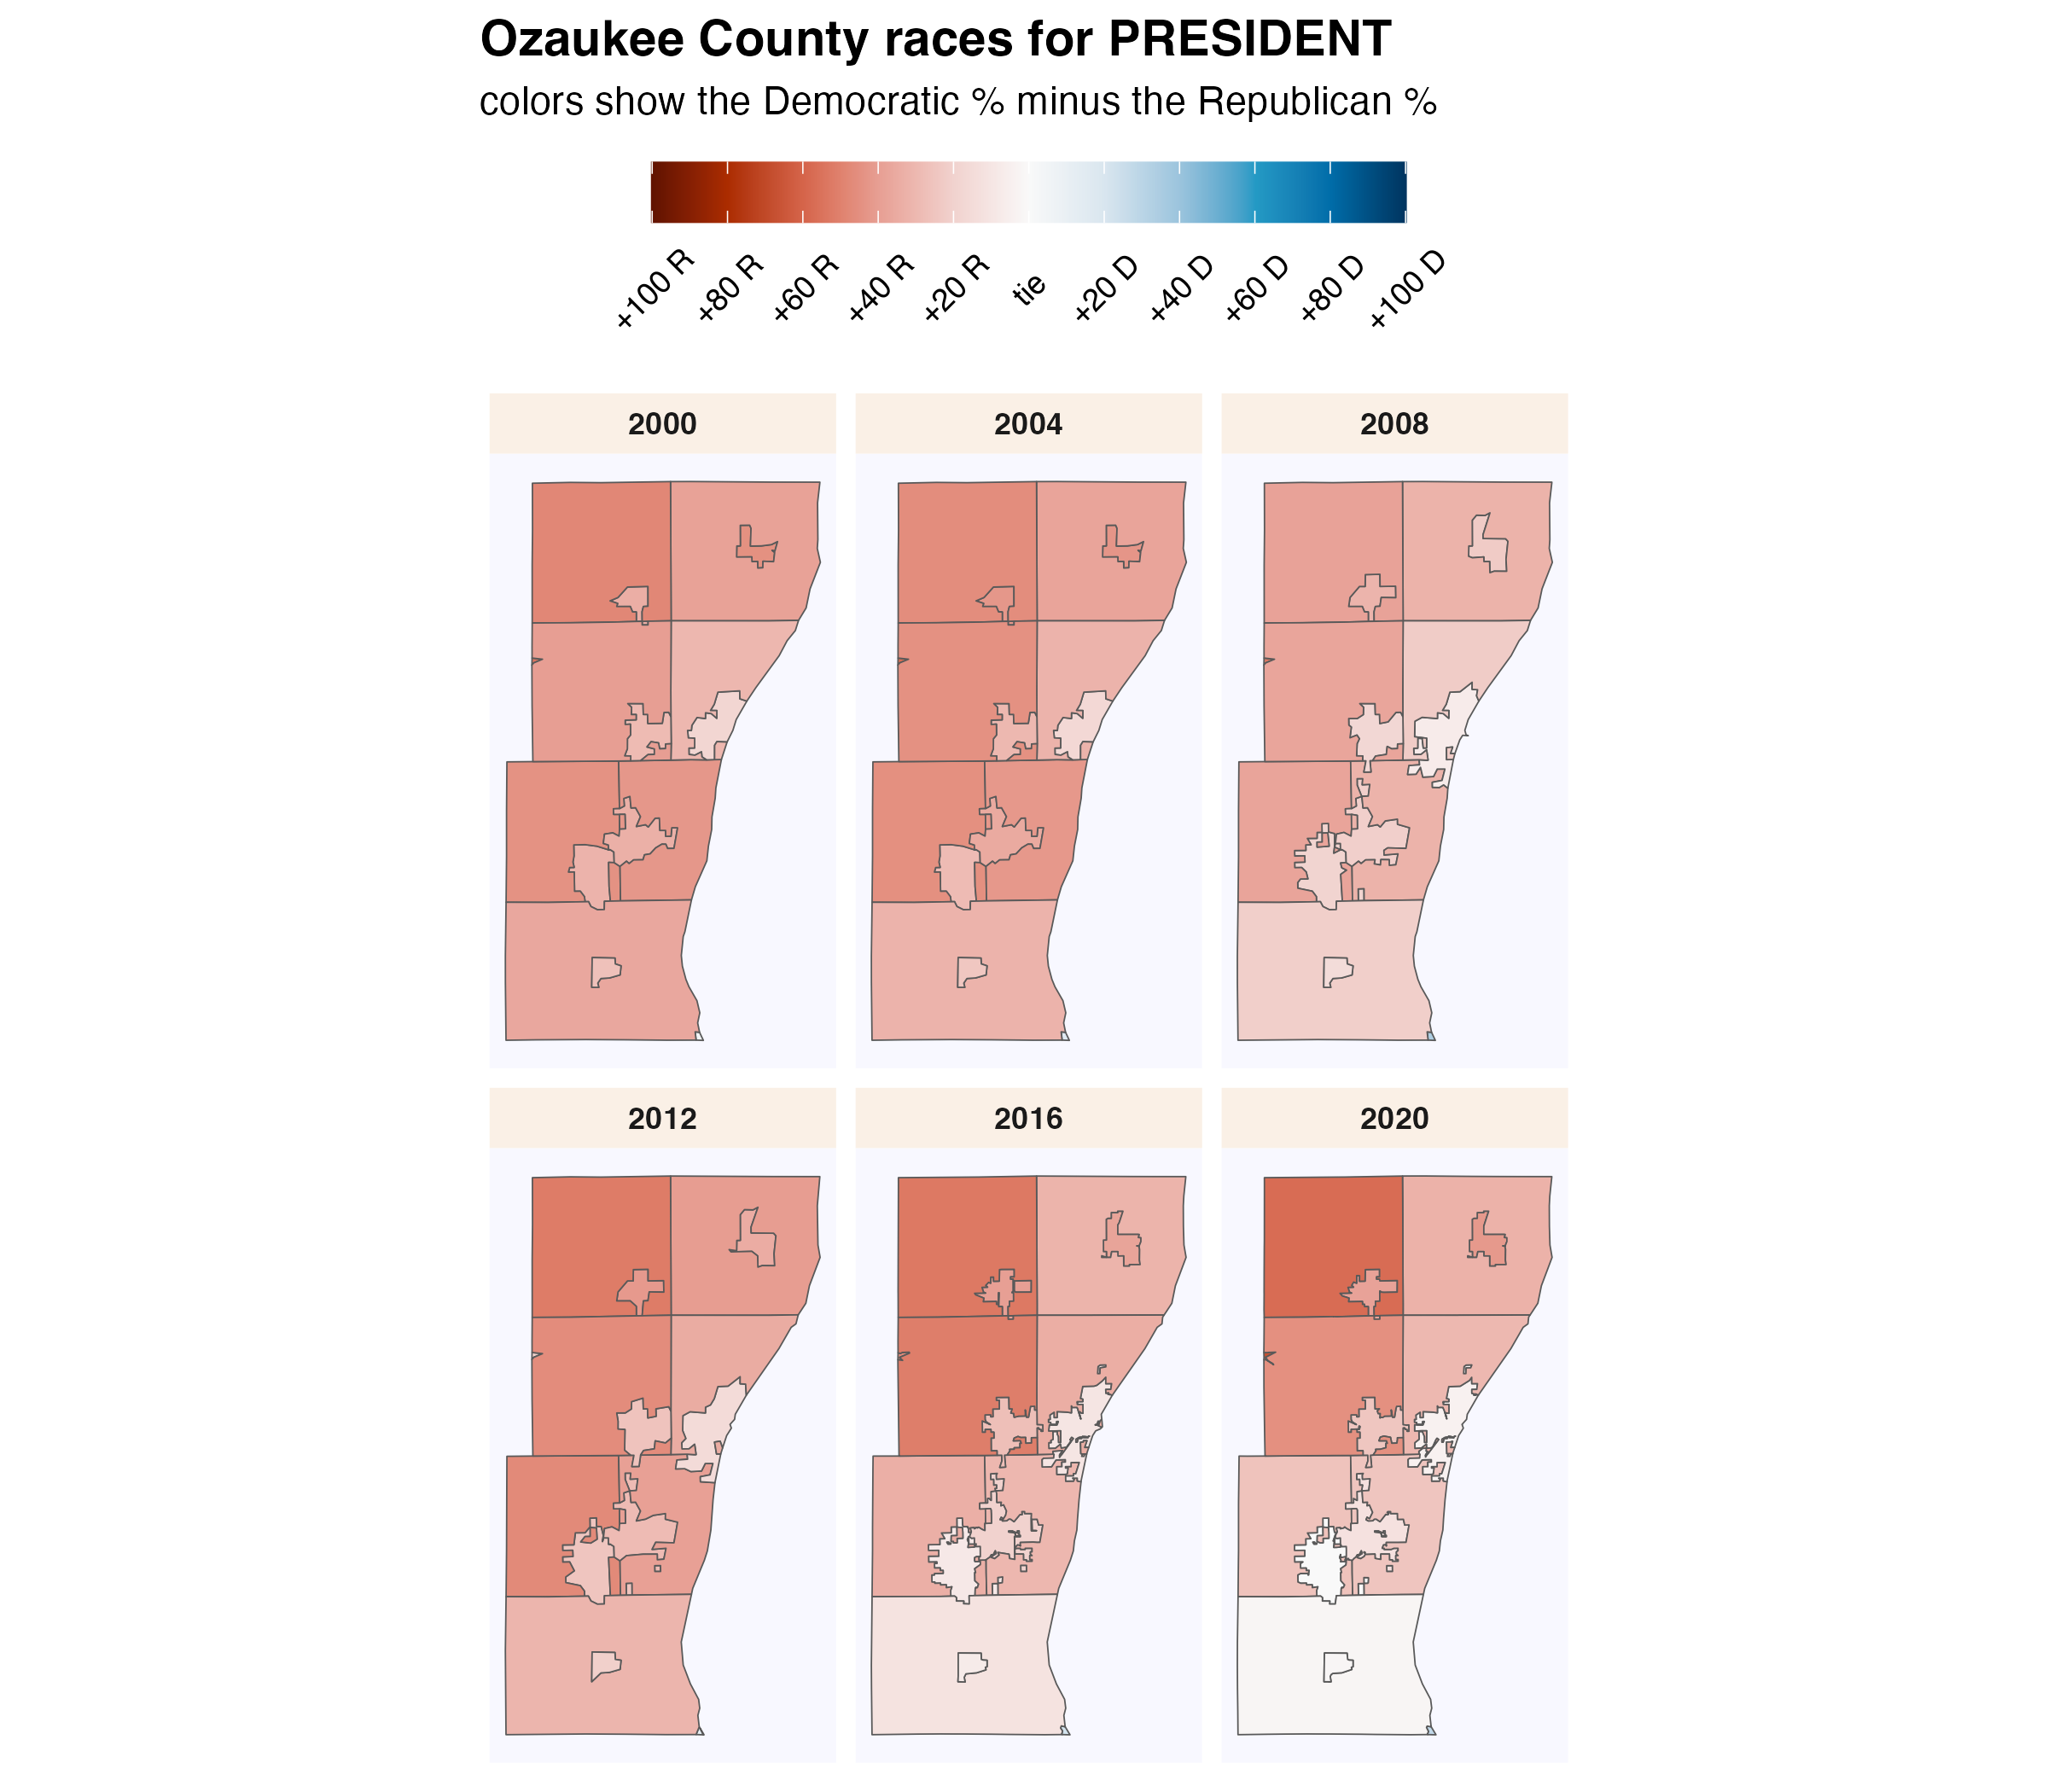 Ozaukee County races for PRESIDENT
colors show the Democratic % minus the Republican %
+100 R
+80 R
+60 R
+40 R
+20 R
tie
+20 D
+40 D
+60 D
+80 D
+100 D
2000
2004
2008
2012
2016
2020